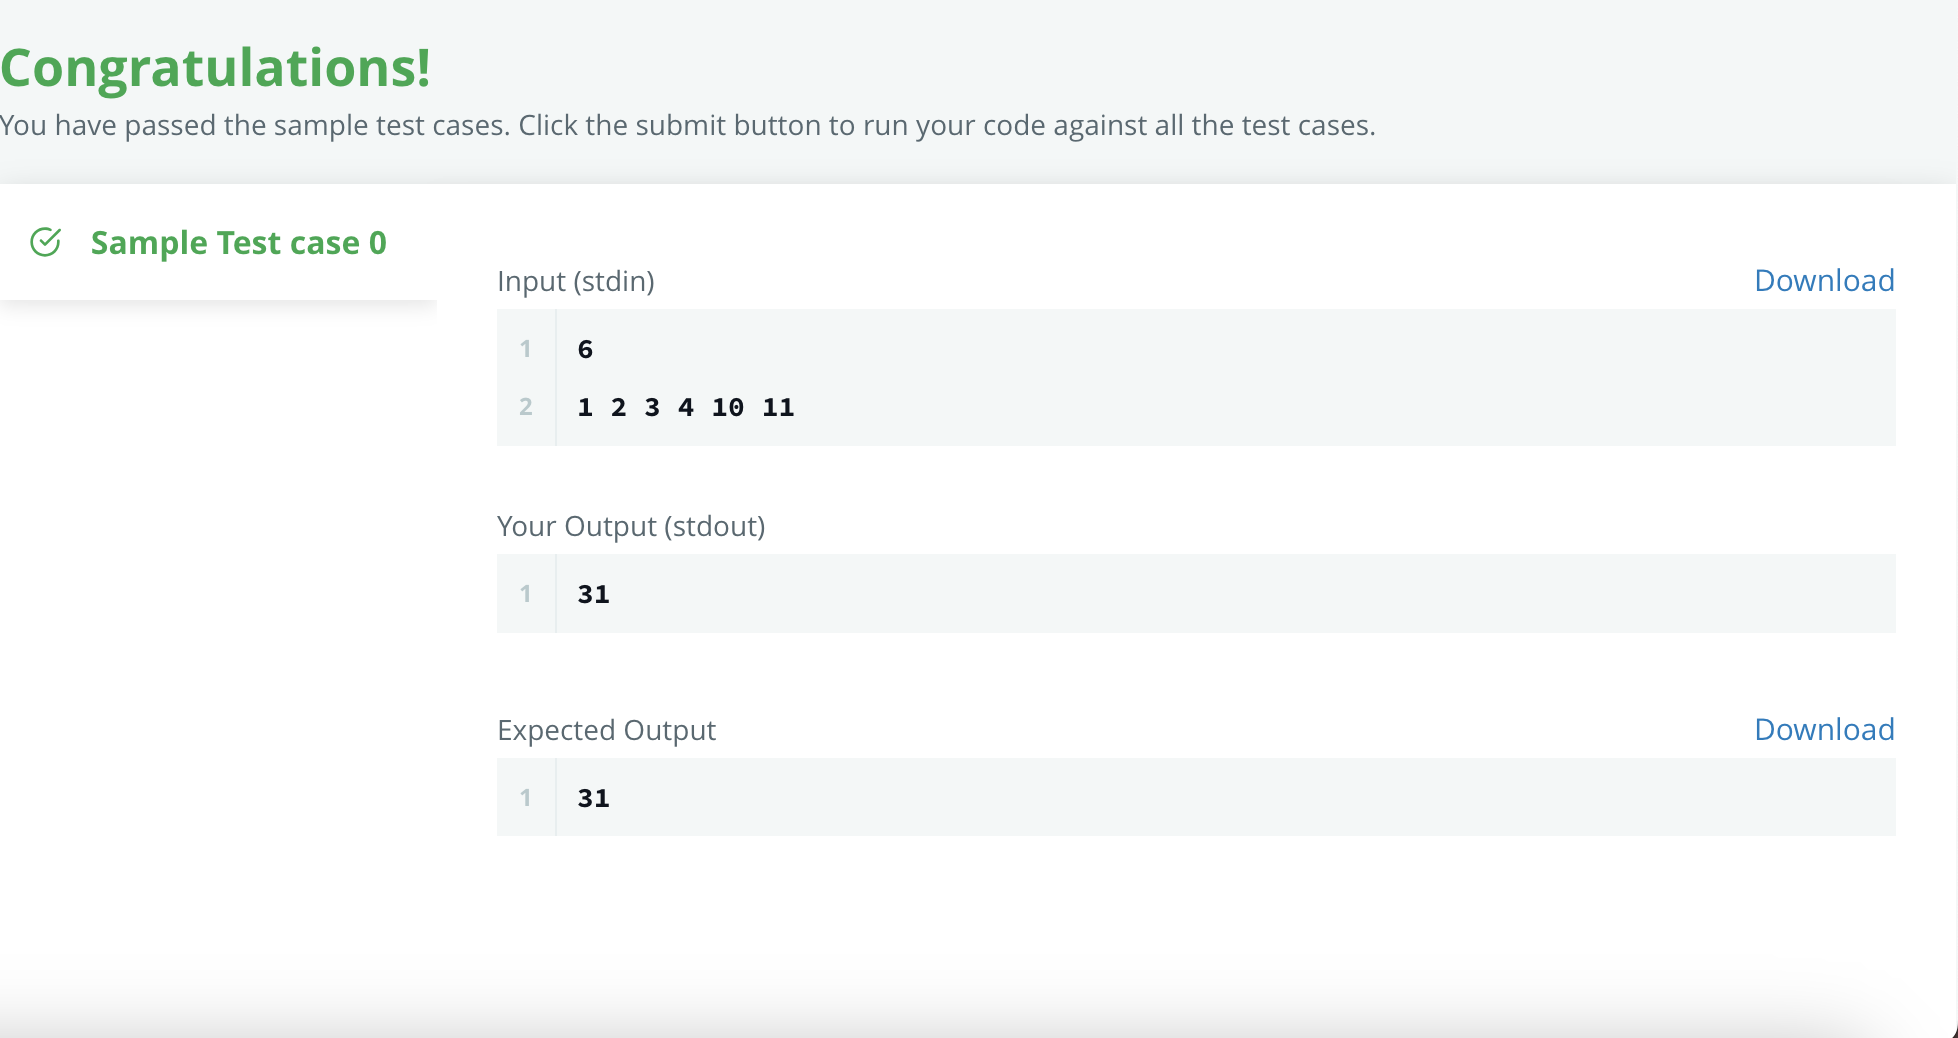 Congratulations!
You have passed the sample test cases. Click the submit button to run your code against all the test cases.
Sample Test case 0
Input (stdin)
Download
1 6
2 1 2 3 4 10 11
Your Output (stdout)
1 31
Expected Output
Download
1 31